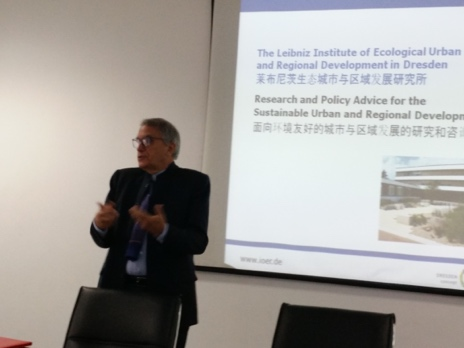 The Leibniz Institute of Ecological Urban
and Regional Development in Dresden
莱布尼茨生态城市与区域发展研究所
Research and Policy Advice for the
Sustainable Urban and Regional Developm
面向环境友好的城市与区域发展的研究和咨
www.ioer.de